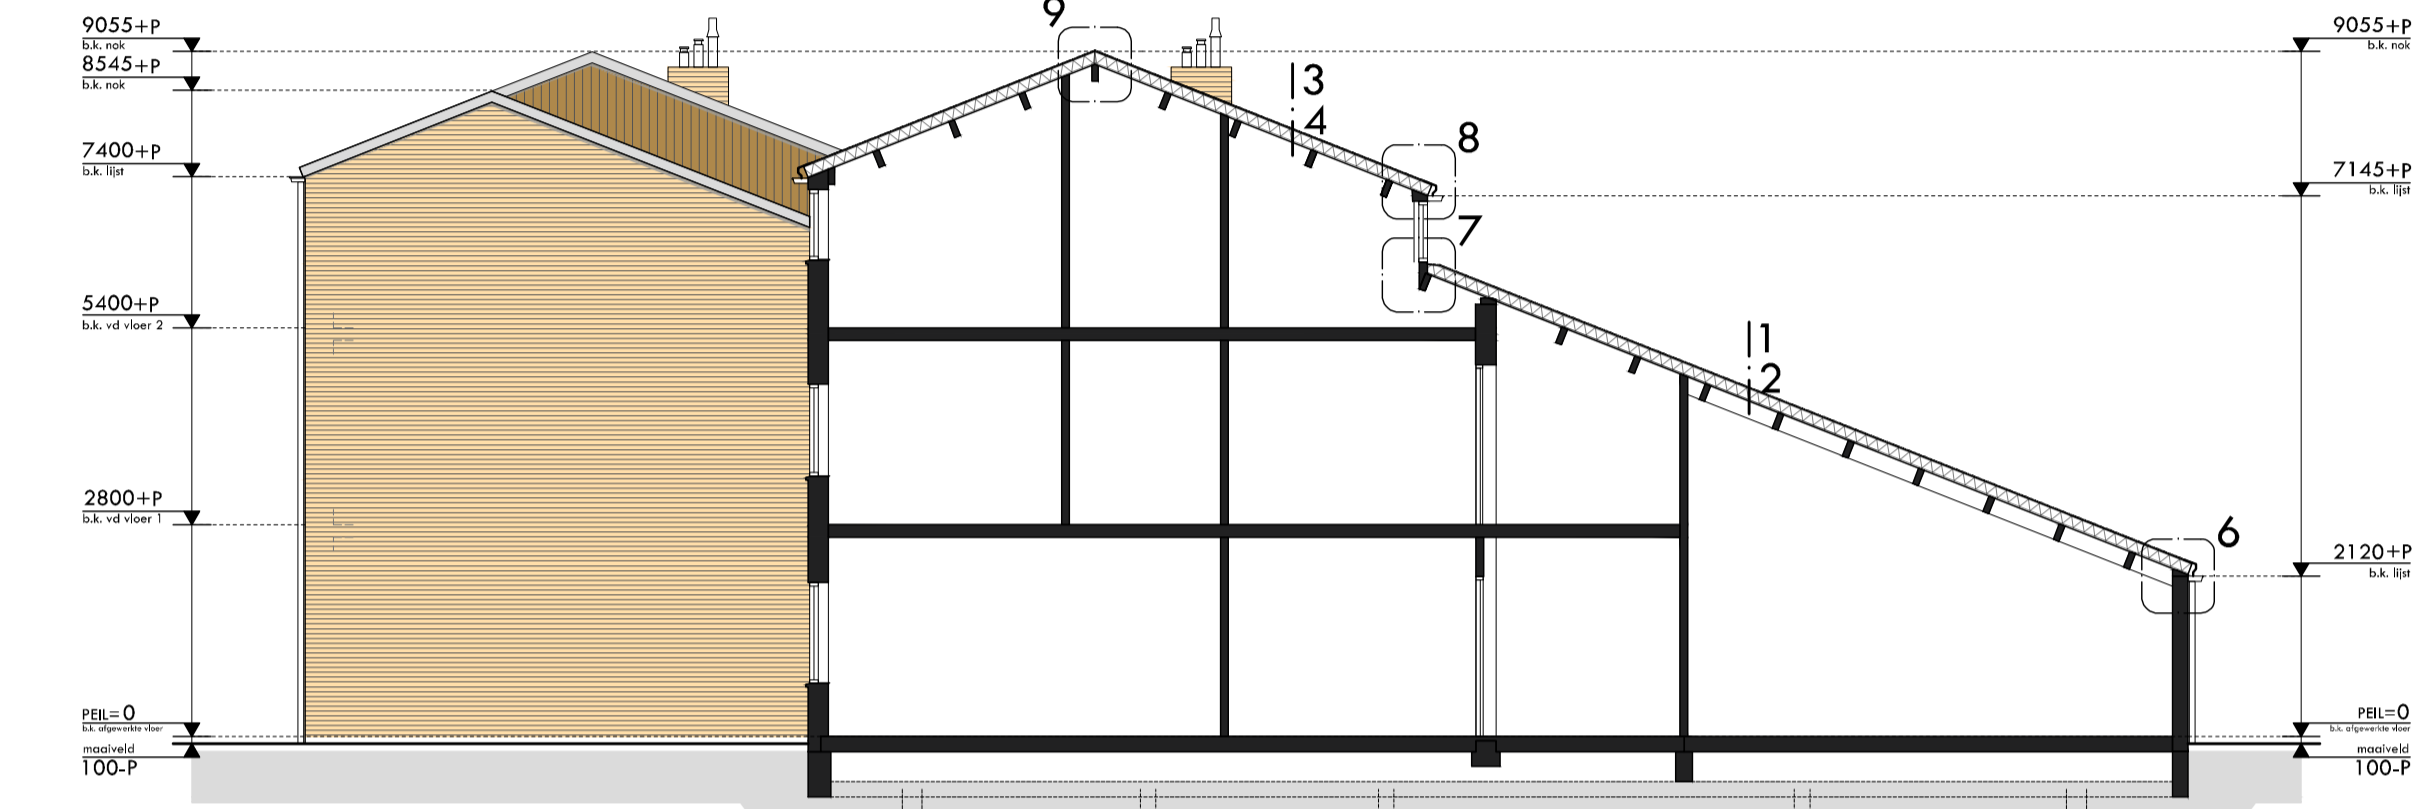 9055+P
b.k. nok
8545+P
b.k. nok
7400+P
b.k. lijst
5400+P
b.k. vd vloer 2
2800+P
b.k. vd vloer 1
PEIL=0
b.k. afgewerkte vloer
maaiveld
100-P
9
3
4
8
7
1
2
6
9055+P
b.k. nok
7145+P
b.k. lijst
2120+P
b.k. lijst
PEIL=0
b.k. afgewerkte vloer
maaiveld
100-P